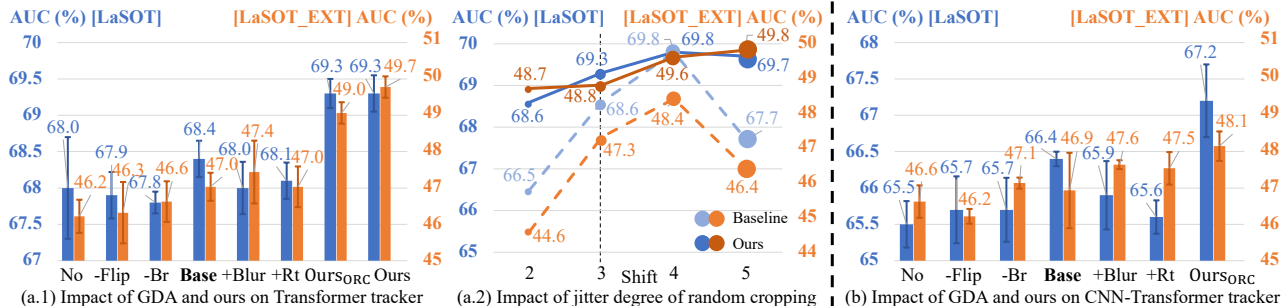 AUC (%) [LaSOT] [LaSOT_EXT] AUC (%)
70 69.5 69 68.5 68 67.5 67
51 50 49 48 47 46 45
68.0 46.2 67.9 46.3 67.8 46.6 68.4 47.0 68.0 47.4 68.1 47.0 69.3 49.0 69.3 49.7
No -Flip -Br Base +Blur +Rt OursORC Ours
(a.1) Impact of GDA and ours on Transformer tracker
AUC (%) [LaSOT] [LaSOT_EXT] AUC (%)
70 69 68 67 66 65
50 49 48 47 46 45 44
48.7 68.6 69.3 48.8 69.8 69.8 49.6 49.8 69.7
66.5 68.6 47.3 48.4 67.7 46.4 44.6
Baseline
Ours
2 3 Shift 4 5
(a.2) Impact of jitter degree of random cropping
AUC (%) [LaSOT] [LaSOT_EXT] AUC (%)
68 67.5 67 66.5 66 65.5 65
51 50 49 48 47 46 45
65.5 46.6 65.7 46.2 65.7 47.1 66.4 46.9 65.9 47.6 65.6 47.5 67.2 48.1
No -Flip -Br Base +Blur +Rt OursORC
(b) Impact of GDA and ours on CNN-Transformer tracker